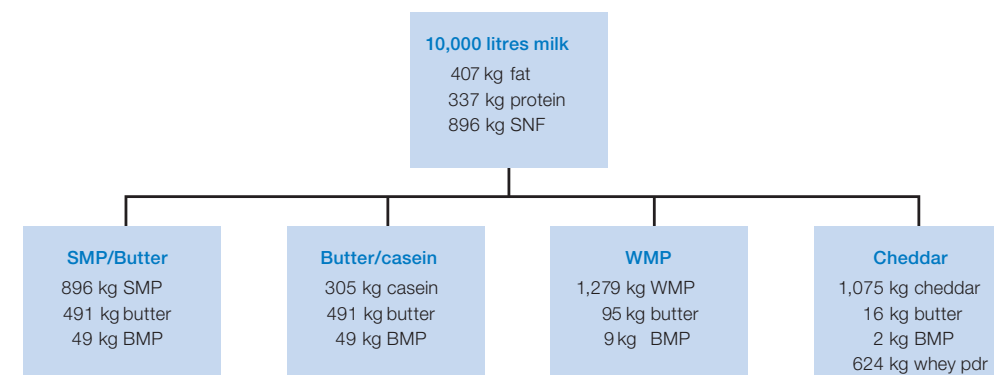 10,000 litres milk
407 kg fat
337 kg protein
896 kg SNF
SMP/Butter
896 kg SMP
491 kg butter
49 kg BMP
Butter/casein
305 kg casein
491 kg butter
49 kg BMP
WMP
1,279 kg WMP
95 kg butter
9 kg BMP
Cheddar
1,075 kg cheddar
16 kg butter
2 kg BMP
624 kg whey pdr